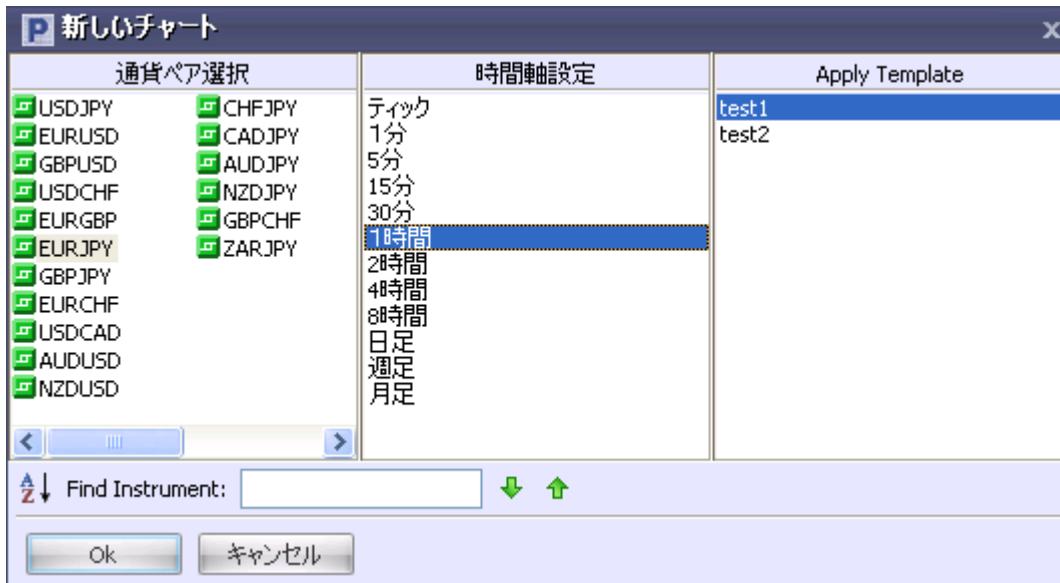 P 新しいチャート x
通貨ペア選択
USDJPY
EURUSD
GBPUSD
USDCHF
EURGBP
EURJPY
GBPJPY
EURCHF
USDCAD
AUDUSD
NZDUSD
CHFJPY
CADJPY
AUDJPY
NZDJPY
GBPCHF
ZARJPY
時間軸設定
ティック
1分
5分
15分
30分
1時間
2時間
4時間
8時間
日足
週足
月足
Apply Template
test1
test2
AZ Find Instrument:
Ok キャンセル